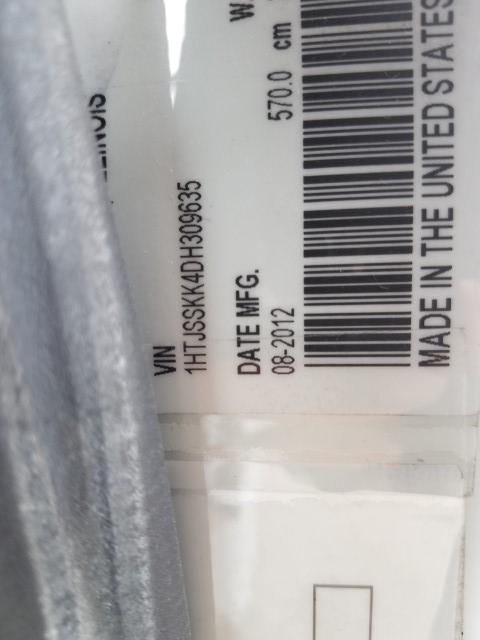 VIN
1HTJSSKK4DH309635
DATE MFG.
08-2012
570.0 cm
MADE IN THE UNITED STATES